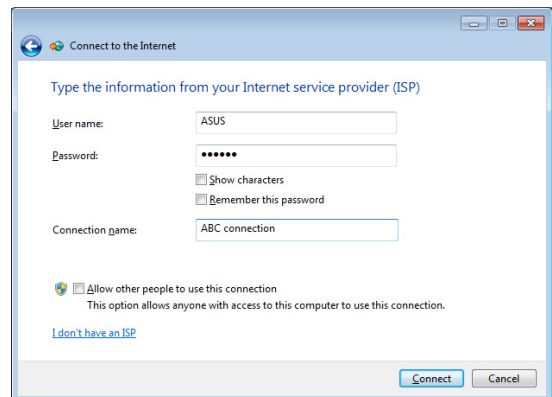 Connect to the Internet
Type the information from your Internet service provider (ISP)
User name: ASUS
Password: ••••••
Show characters
Remember this password
Connection name: ABC connection
Allow other people to use this connection
This option allows anyone with access to this computer to use this connection.
I don't have an ISP
Connect Cancel